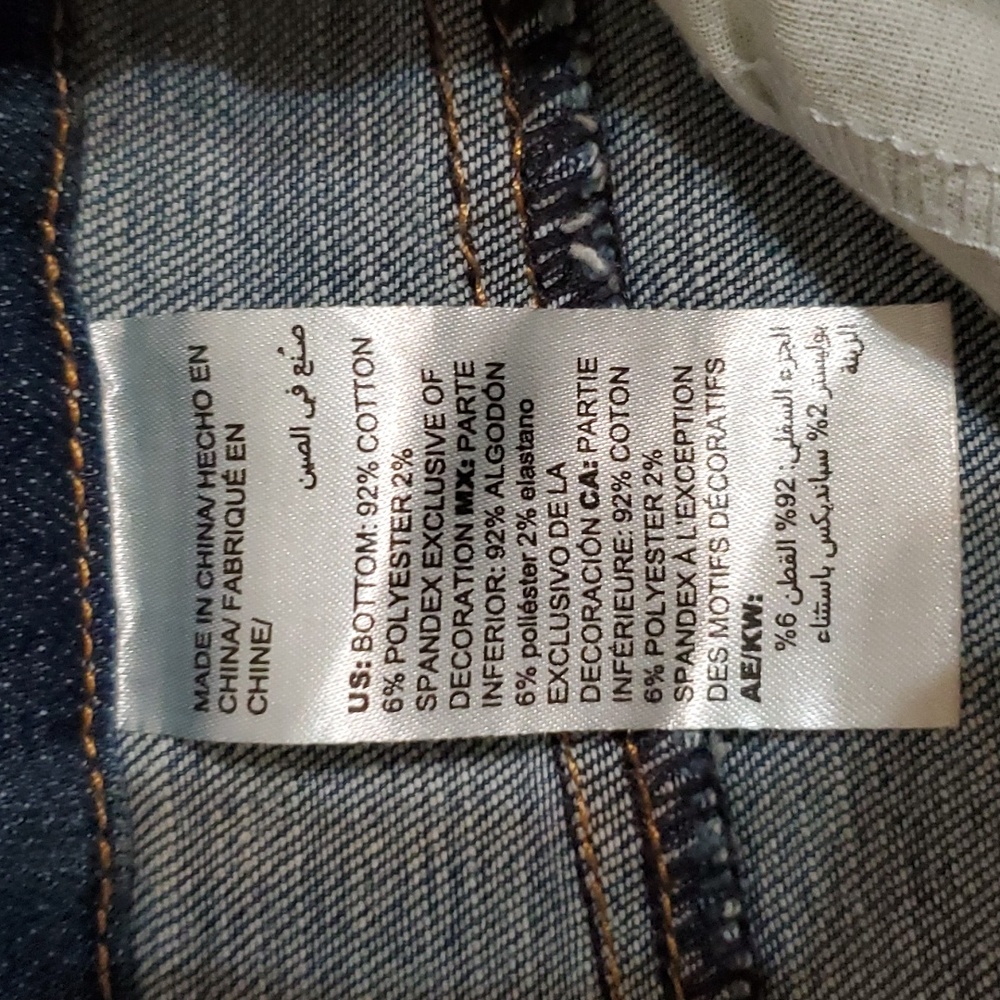 MADE IN CHINA/ HECHO EN
CHINA/ FABRIQUÉ EN
CHINE/
صنع في الصين
US: BOTTOM: 92% COTTON
6% POLYESTER 2%
SPANDEX EXCLUSIVE OF
DECORATION MX: PARTE
INFERIOR: 92% ALGODÓN
6% poliéster 2% elastano
EXCLUSIVO DE LA
DECORACIÓN CA: PARTIE
INFÉRIEURE: 92% COTON
6% POLYESTER 2%
SPANDEX À L'EXCEPTION
DES MOTIFS DÉCORATIFS
AE/KW:
الجزء السفلي: 92% القطن 6%
بوليستر 2% سبانديكس باستثناء
الزينة